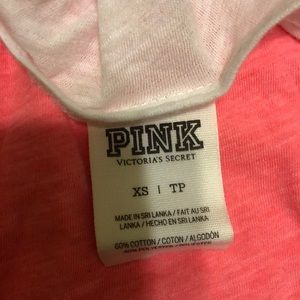 PINK
VICTORIA'S SECRET
XS | TP
MADE IN SRI LANKA / FAIT AU SRI
LANKA / HECHO EN SRI LANKA
60% COTTON / COTON / ALGODÓN